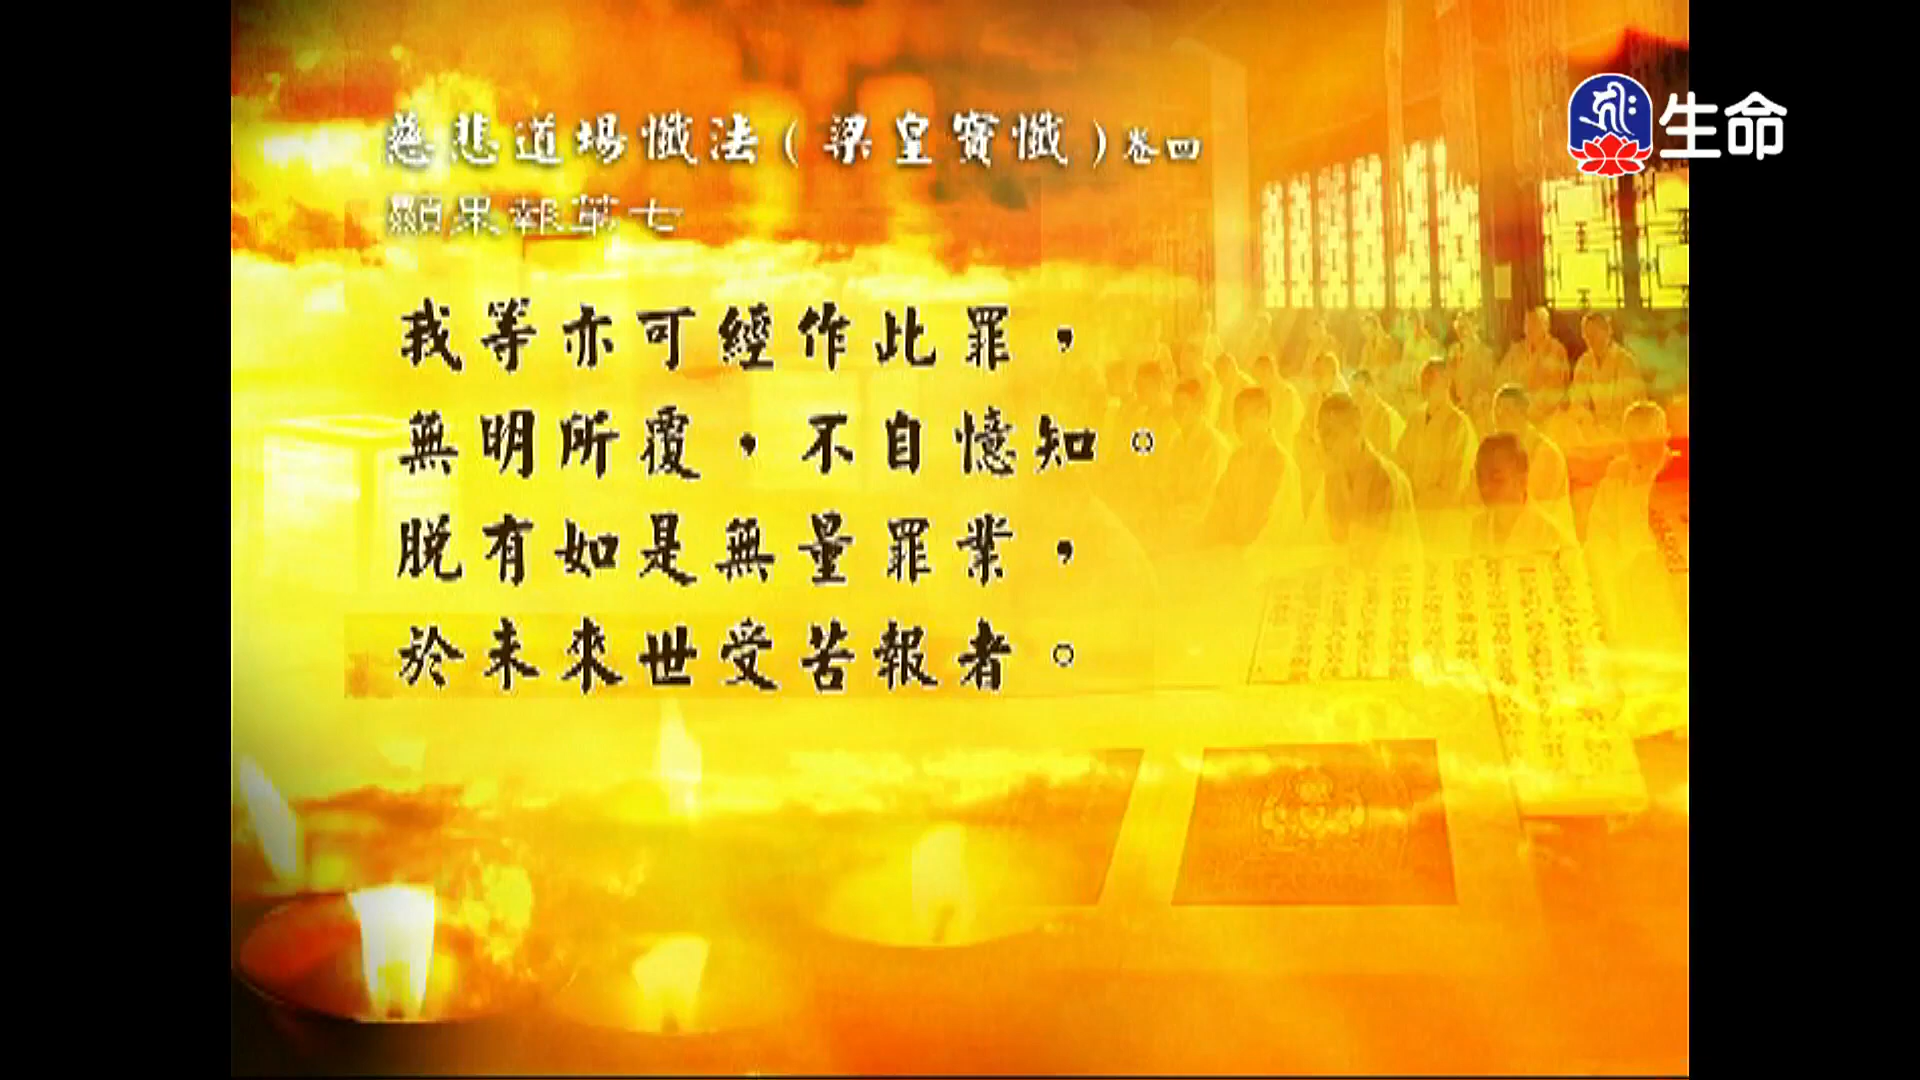 慈悲道場懺法(梁皇寶懺)卷四
顯果報第七
我等亦可經作此罪，
無明所覆，不自憶知。
脱有如是無量罪業，
於未來世受苦報者。
生命